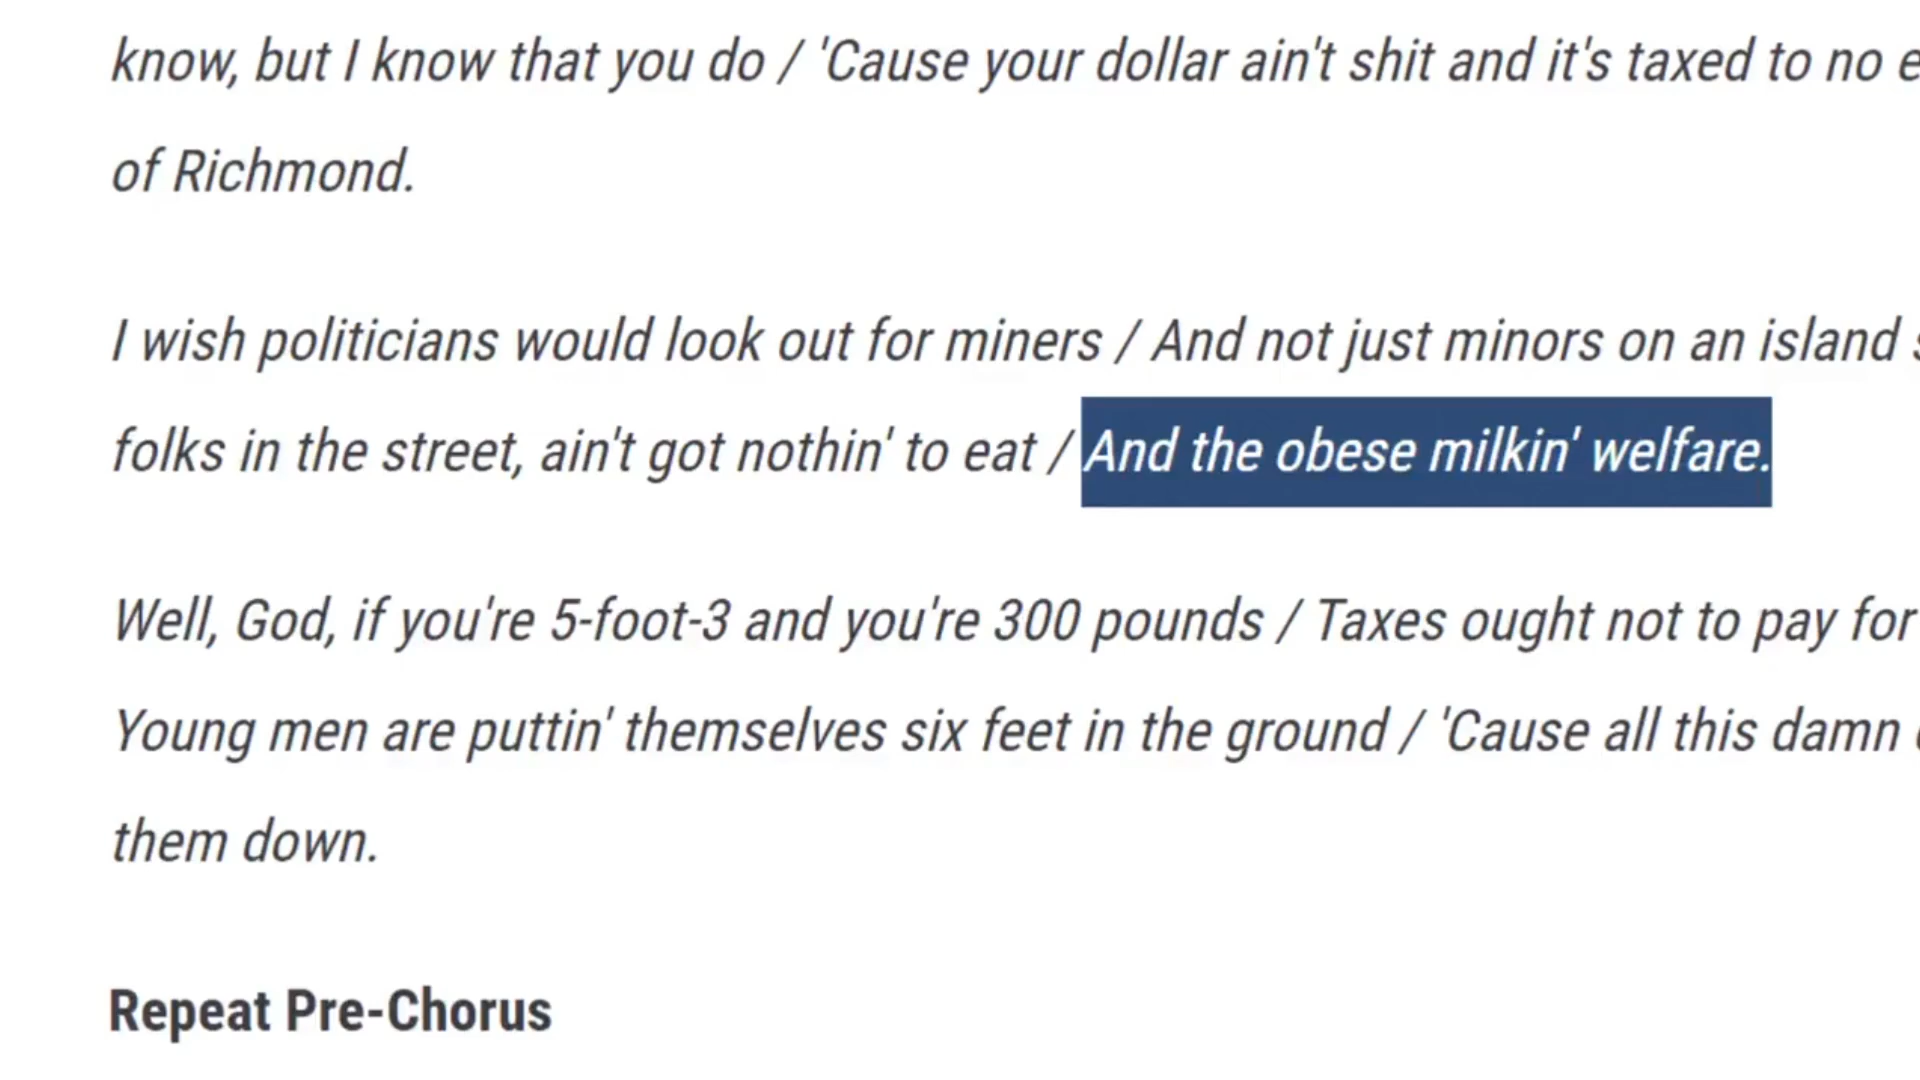 know, but I know that you do / 'Cause your dollar ain't shit and it's taxed to no
of Richmond.
I wish politicians would look out for miners / And not just minors on an island
folks in the street, ain't got nothin' to eat / And the obese milkin' welfare.
Well, God, if you're 5-foot-3 and you're 300 pounds / Taxes ought not to pay for
Young men are puttin' themselves six feet in the ground / 'Cause all this damn
them down.
Repeat Pre-Chorus